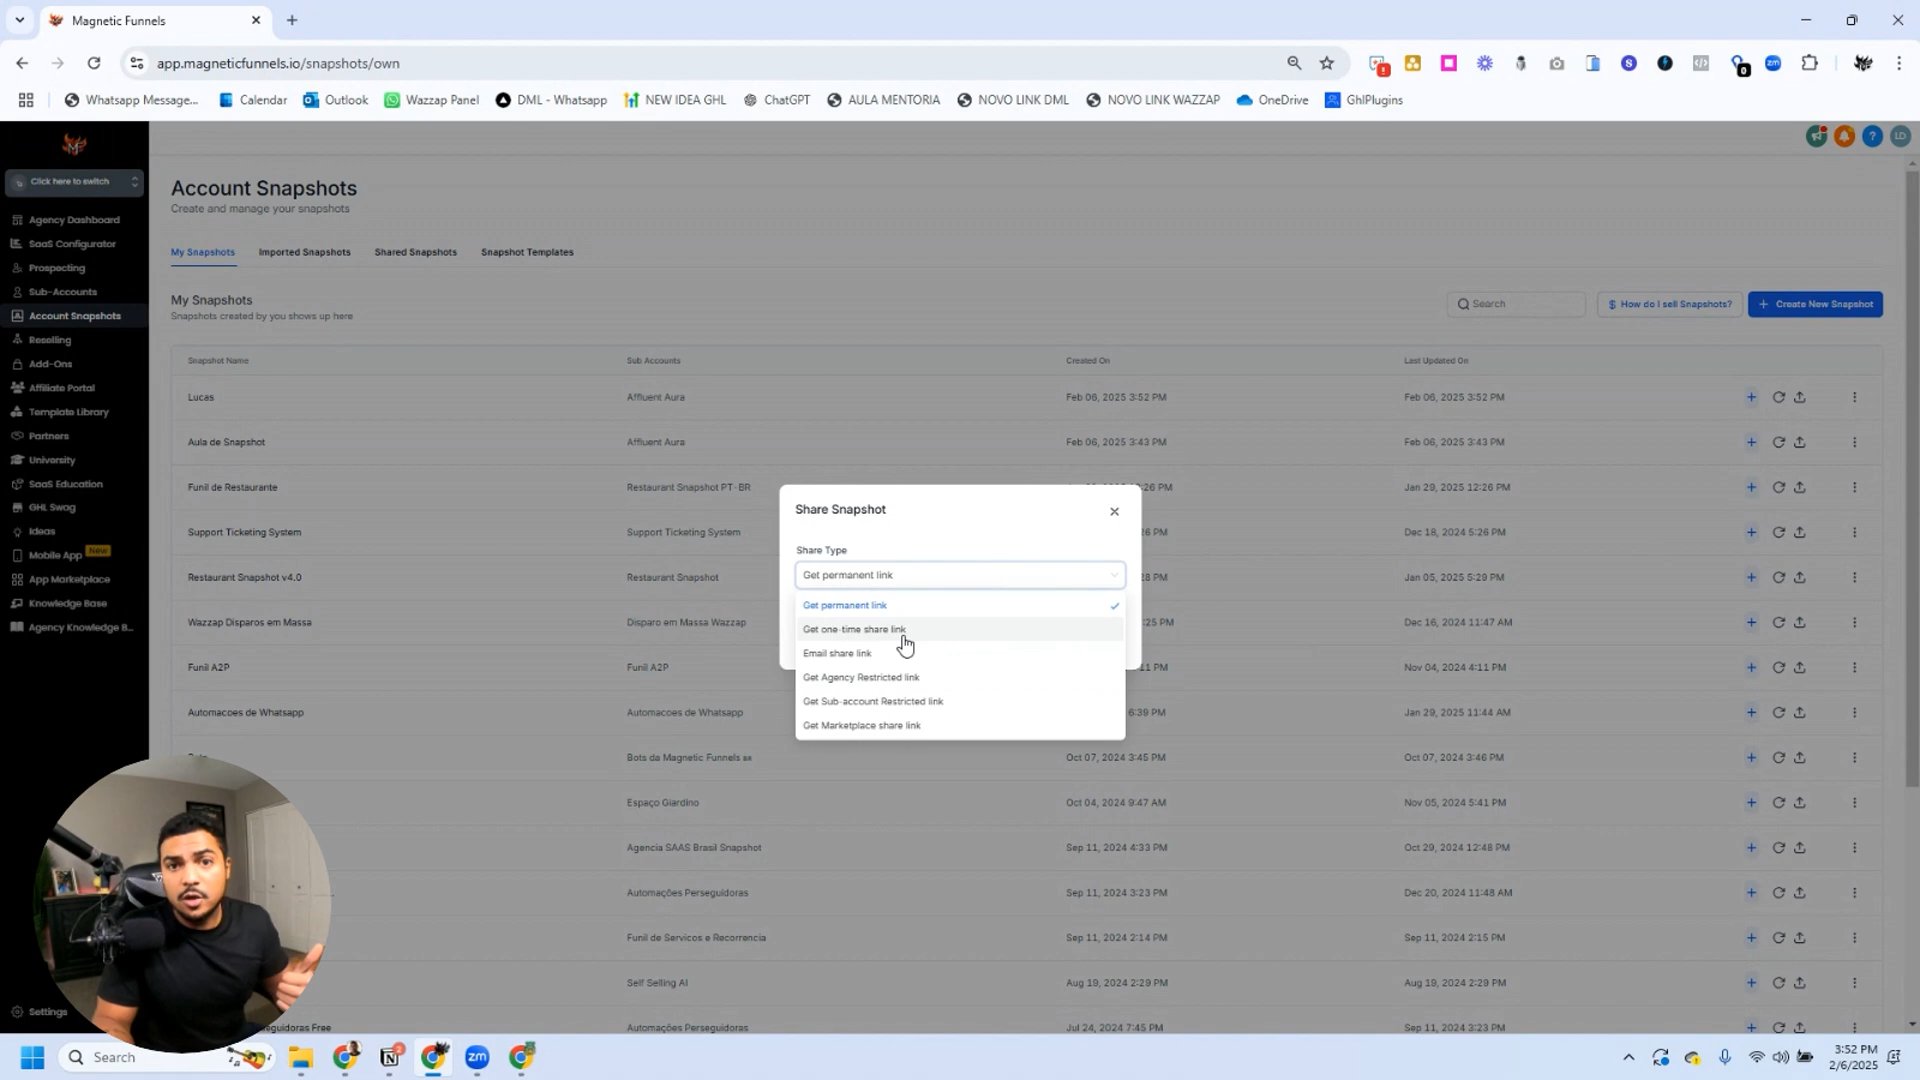 Magnetic Funnels
app.magneticfunnels.io/snapshots/own
Whatsapp Message...
Calendar
Outlook
Wazzap Panel
DML - Whatsapp
NEW IDEA GHL
ChatGPT
AULA MENTORIA
NOVO LINK DML
NOVO LINK WAZZAP
OneDrive
GhlPlugins
Click here to switch
Agency Dashboard
SaaS Configurator
Prospecting
Sub-Accounts
Account Snapshots
Reselling
Add-Ons
Affiliate Portal
Template Library
Partners
University
SaaS Education
GHL Swag
Ideas
Mobile App New
App Marketplace
Knowledge Base
Agency Knowledge B...
Settings
LD
Account Snapshots
Create and manage your snapshots
My Snapshots Imported Snapshots Shared Snapshots Snapshot Templates
My Snapshots
Snapshots created by you shows up here
Search
$ How do I sell Snapshots?
+ Create New Snapshot
Snapshot Name Sub Accounts Created On Last Updated On
Lucas Affluent Aura Feb 06, 2025 3:52 PM Feb 06, 2025 3:52 PM
Aula de Snapshot Affluent Aura Feb 06, 2025 3:43 PM Feb 06, 2025 3:43 PM
Funil de Restaurante Restaurant Snapshot PT-BR :26 PM Jan 29, 2025 12:26 PM
Support Ticketing System Support Ticketing System 6 PM Dec 18, 2024 5:26 PM
Restaurant Snapshot v4.0 Restaurant Snapshot 8 PM Jan 05, 2025 5:29 PM
Wazzap Disparos em Massa Disparo em Massa Wazzap :25 PM Dec 16, 2024 11:47 AM
Funil A2P Funil A2P 11 PM Nov 04, 2024 4:11 PM
Automacoes de Whatsapp Automacoes de Whatsapp 6:39 PM Jan 29, 2025 11:44 AM
Bots da Magnetic Funnels Oct 07, 2024 3:45 PM Oct 07, 2024 3:46 PM
Espaço Giardino Oct 04, 2024 9:47 AM Nov 05, 2024 5:41 PM
Agencia SAAS Brasil Snapshot Sep 11, 2024 4:33 PM Oct 29, 2024 12:48 PM
Automações Perseguidoras Sep 11, 2024 3:23 PM Dec 20, 2024 11:48 AM
Funil de Servicos e Recorrencia Sep 11, 2024 2:14 PM Sep 11, 2024 2:15 PM
Self Selling AI Aug 19, 2024 2:29 PM Aug 19, 2024 2:29 PM
eguidoras Free Automações Perseguidoras Jul 24, 2024 7:45 PM Sep 11, 2024 3:23 PM
Share Snapshot
Share Type
Get permanent link
Get permanent link
Get one-time share link
Email share link
Get Agency Restricted link
Get Sub-account Restricted link
Get Marketplace share link
Search
3:52 PM
2/6/2025